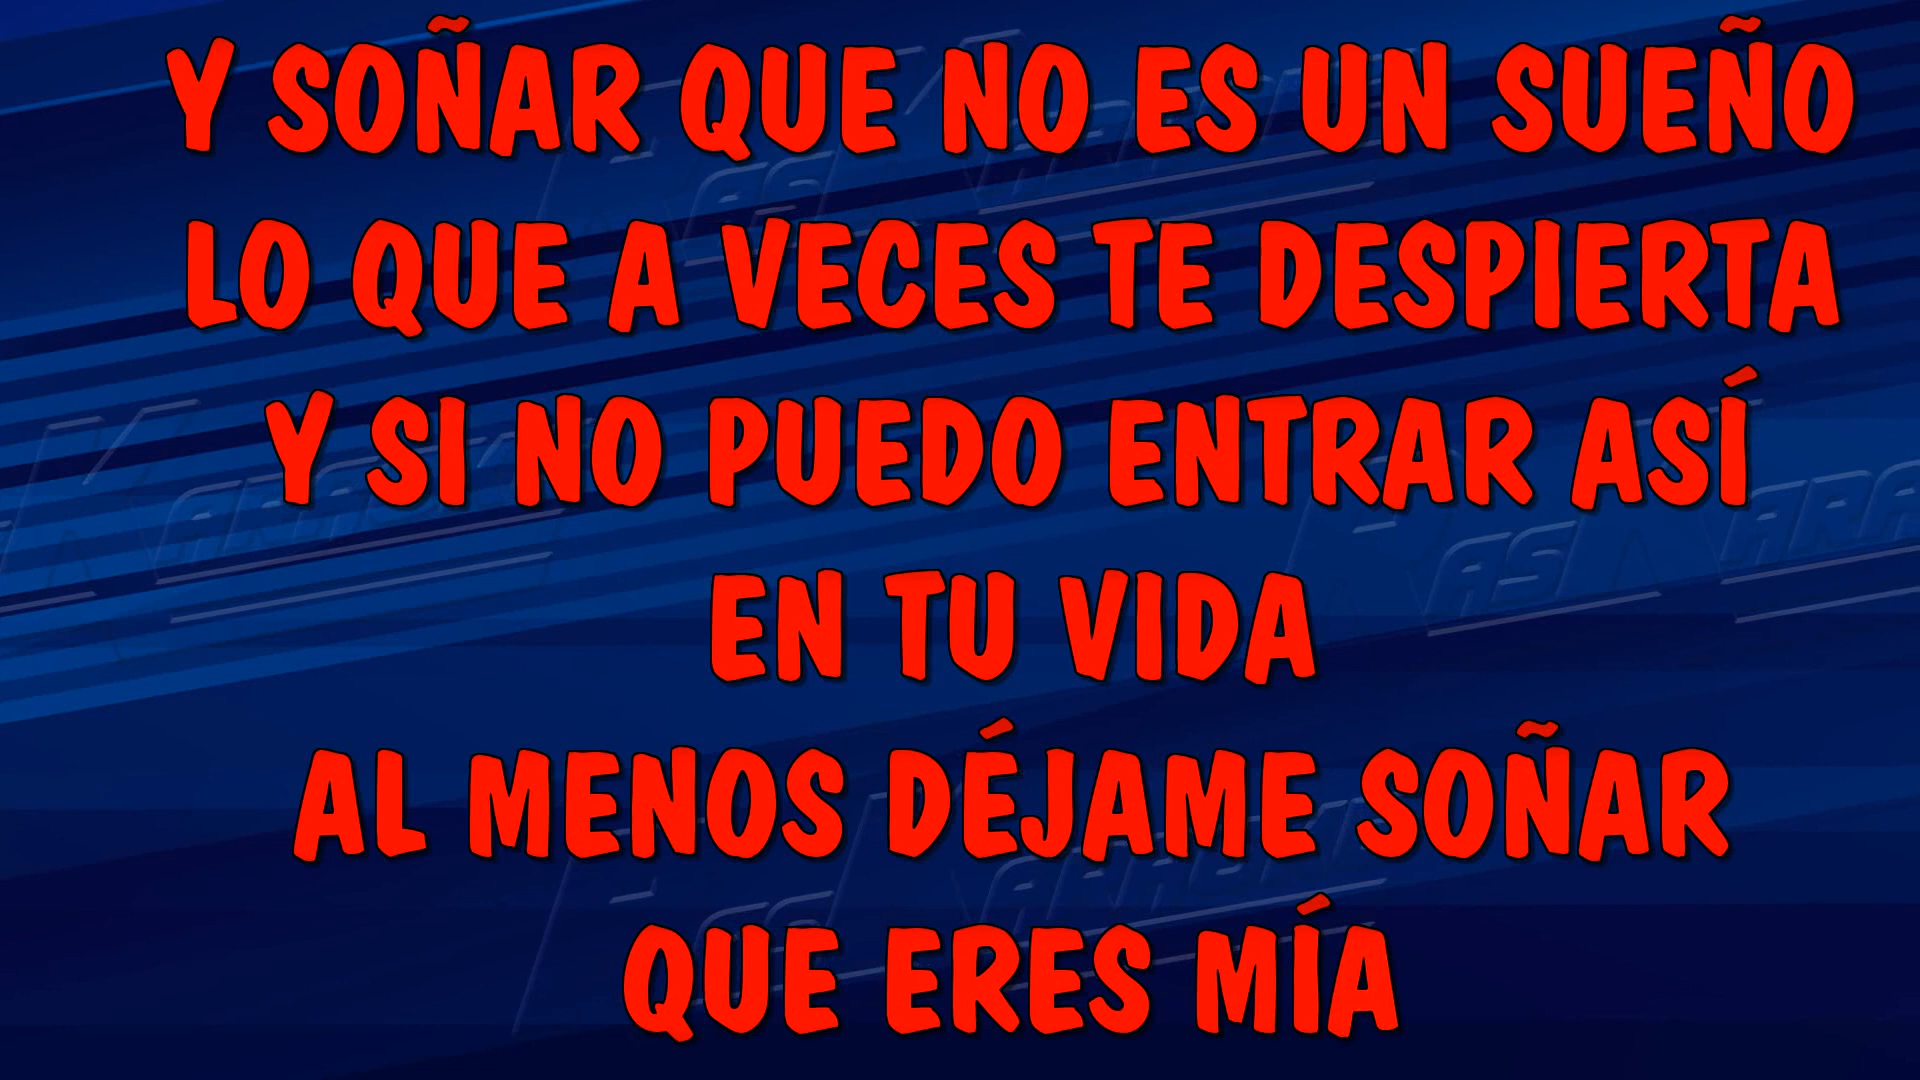 Y SOÑAR QUE NO ES UN SUEÑO
LO QUE A VECES TE DESPIERTA
Y SI NO PUEDO ENTRAR ASÍ
EN TU VIDA
AL MENOS DÉJAME SOÑAR
QUE ERES MÍA